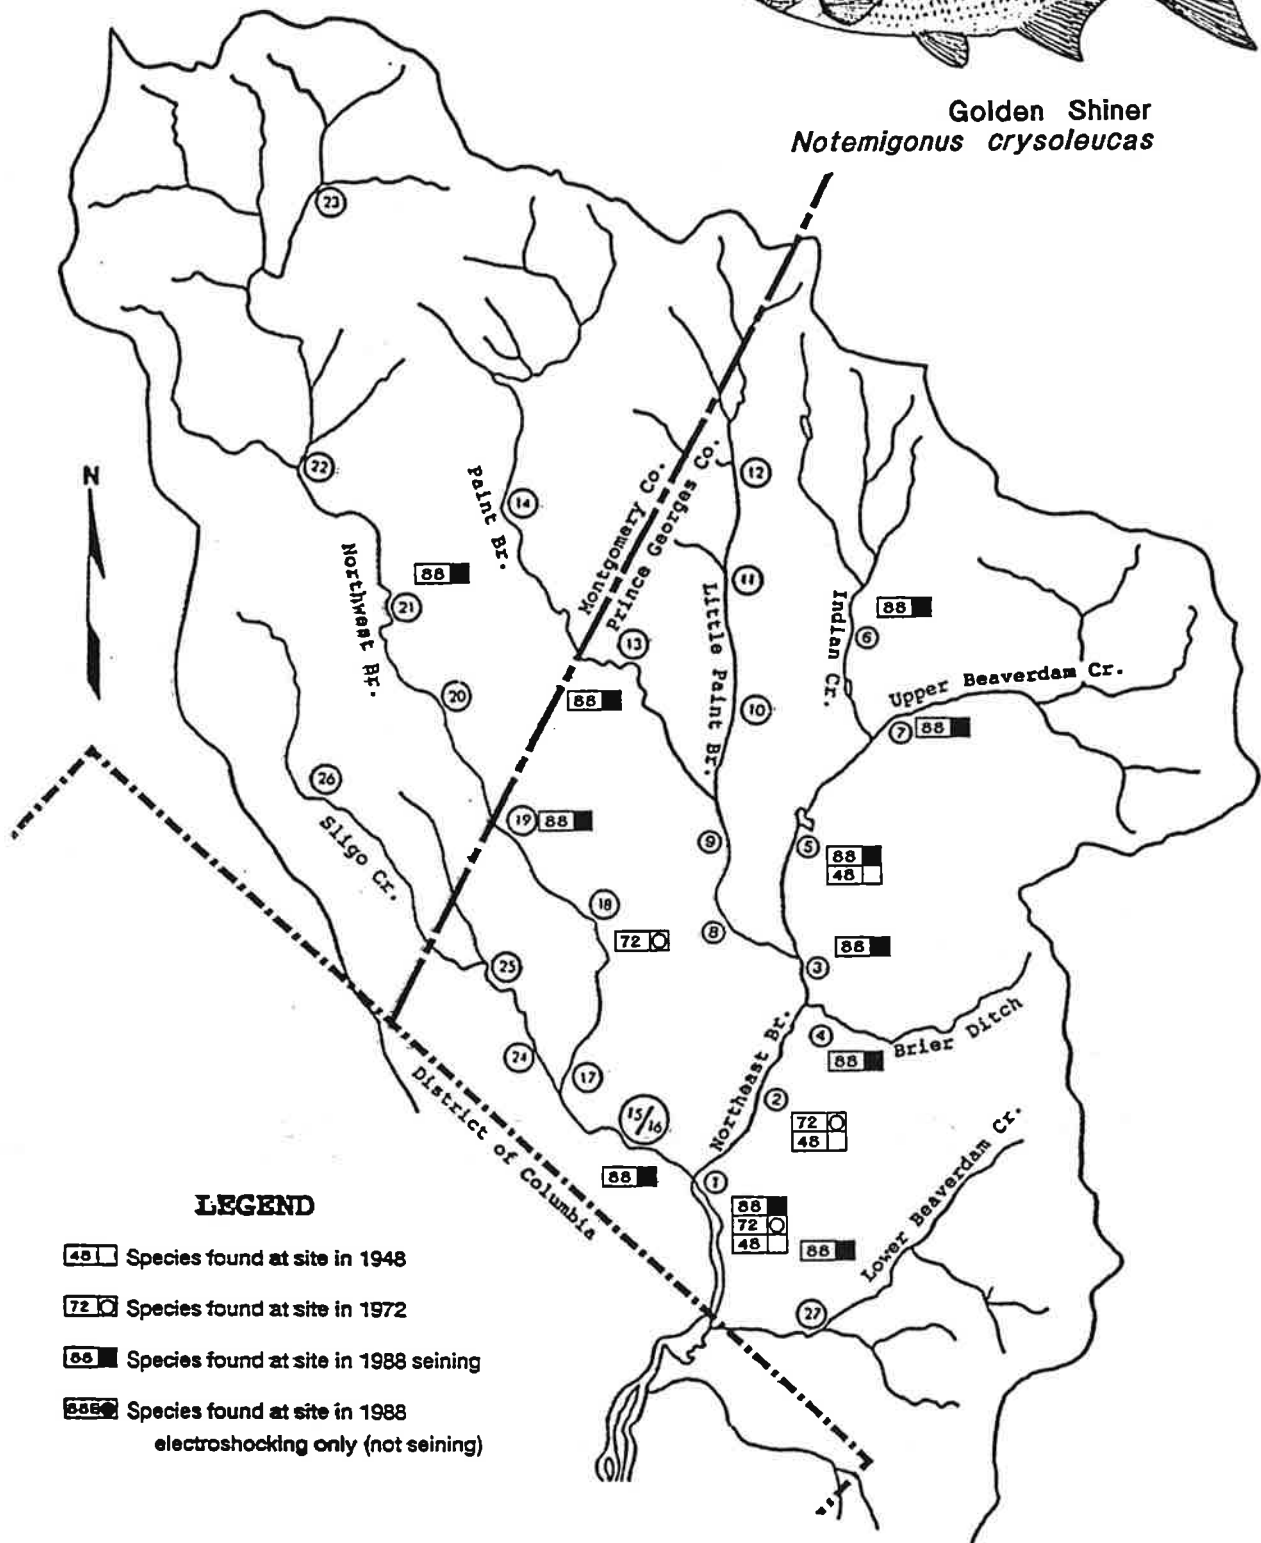 Golden Shiner
Notemigonus crysoleucas
23
N
22
Paint Br.
14
Montgomery Co.
Prince Georges Co.
12
Northwest Br.
88
21
11
Little Paint Br.
Indian Cr.
88
6
13
88
20
10
Upper Beaverdam Cr.
7 88
26
Sligo Cr.
19 88
9
5
88
48
18
72
8
88
3
25
Northeast Br.
4
Brier Ditch
88
24
17
District of Columbia
15/16
2
72
48
88
1
88
72
48
88
Lower Beaverdam Cr.
27
LEGEND
48 Species found at site in 1948
72 Species found at site in 1972
88 Species found at site in 1988 seining
88E Species found at site in 1988
electroshocking only (not seining)